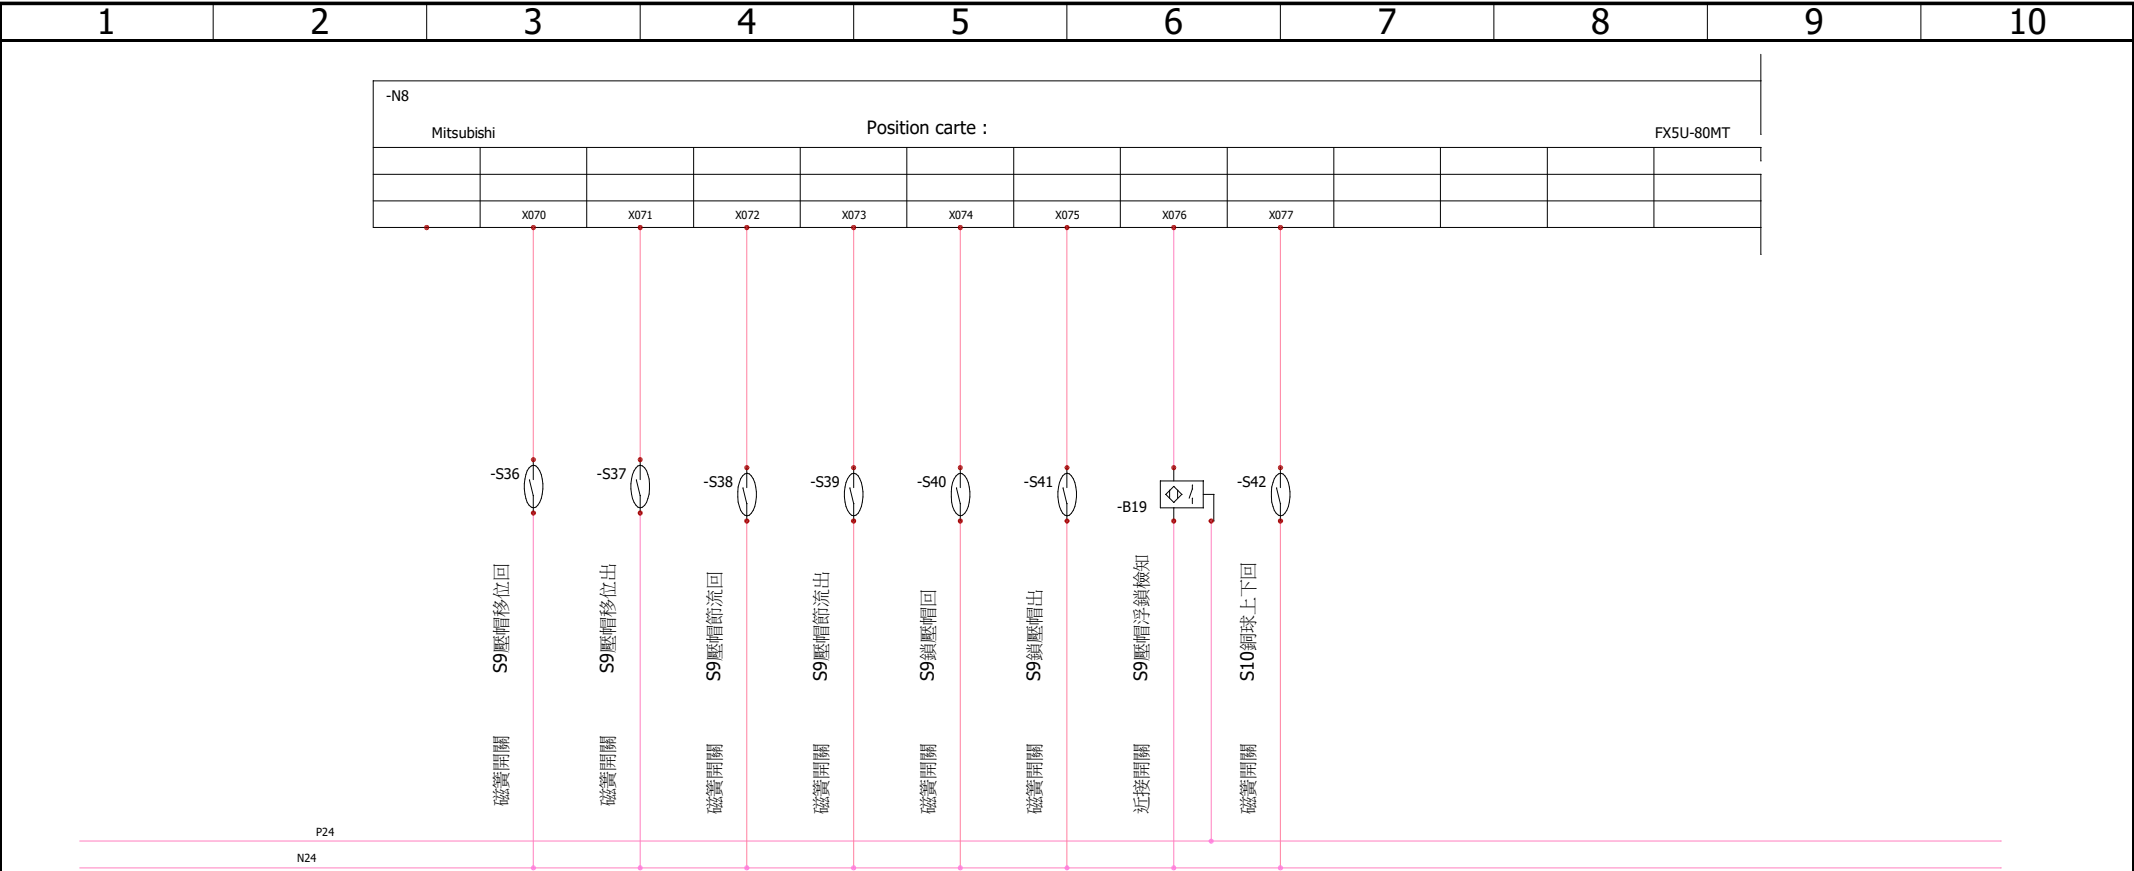 1 2 3 4 5 6 7 8 9 10
-N8
Mitsubishi Position carte : FX5U-80MT
X070 X071 X072 X073 X074 X075 X076 X077
-S36 -S37 -S38 -S39 -S40 -S41 -B19 -S42
S9壓帽移位回
S9壓帽移位出
S9壓帽節流回
S9壓帽節流出
S9鎖壓帽回
S9鎖壓帽出
S9壓帽浮鎖檢知
S10銅球上下回
磁簧開關
磁簧開關
磁簧開關
磁簧開關
磁簧開關
磁簧開關
近接開關
磁簧開關
P24
N24